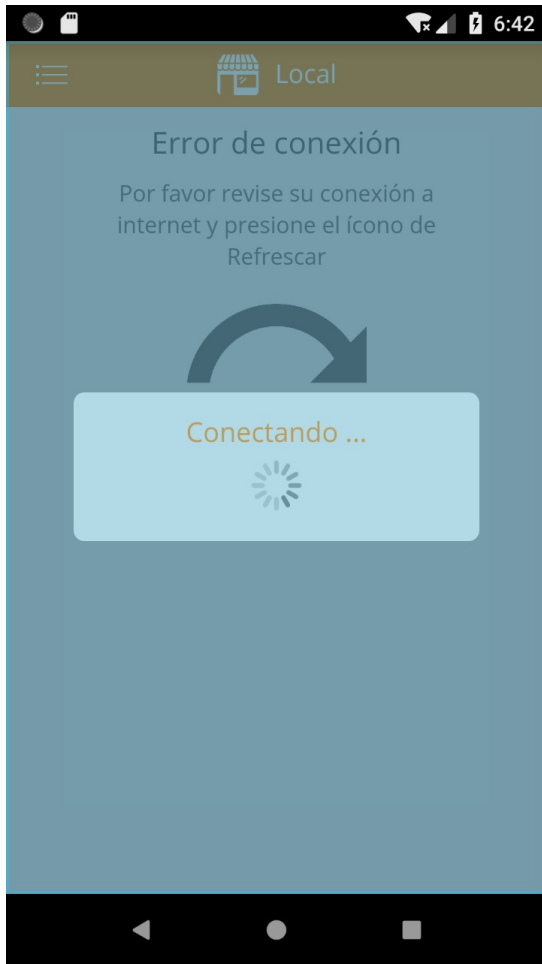 6:42
Local
Error de conexión
Por favor revise su conexión a
internet y presione el ícono de
Refrescar
Conectando ...